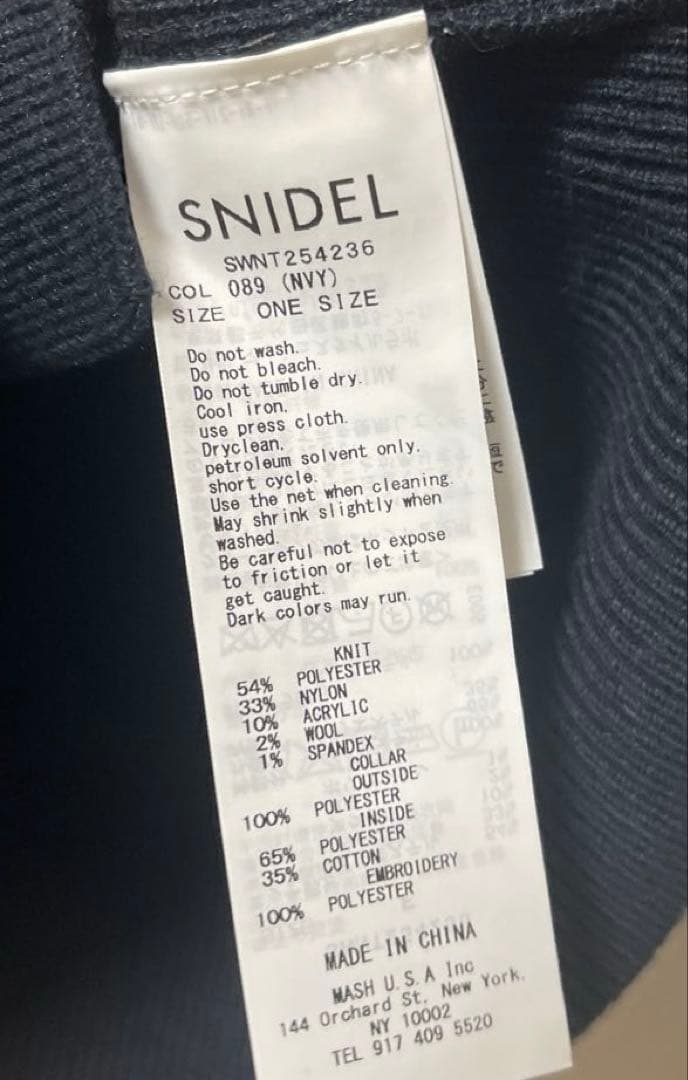 SNIDEL
SWNT254236
COL 089 (NVY)
SIZE ONE SIZE
Do not wash.
Do not bleach.
Do not tumble dry.
Cool iron.
use press cloth.
Dryclean.
petroleum solvent only.
short cycle.
Use the net when cleaning.
May shrink slightly when
washed.
Be careful not to expose
to friction or let it
get caught.
Dark colors may run.
KNIT
54% POLYESTER
33% NYLON
10% ACRYLIC
2% WOOL
1% SPANDEX
COLLAR
OUTSIDE
100% POLYESTER
INSIDE
65% POLYESTER
35% COTTON
EMBROIDERY
100% POLYESTER
MADE IN CHINA
MASH U.S.A Inc
144 Orchard St. New York.
NY 10002
TEL 917 409 5520